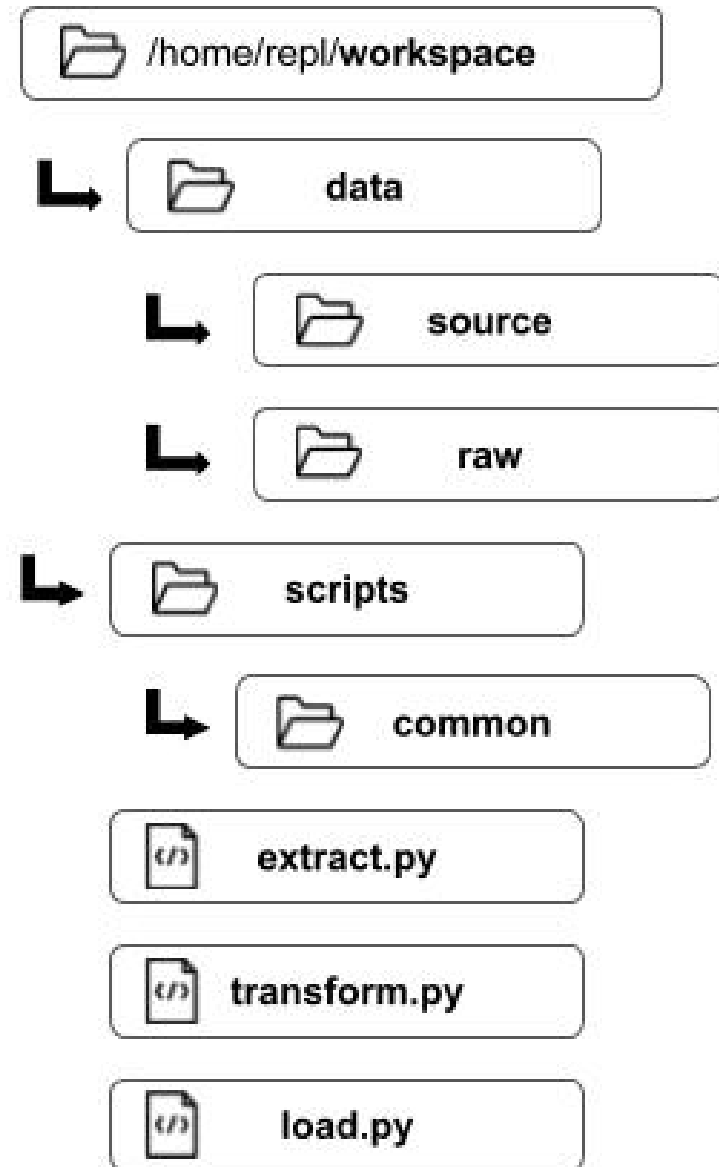 /home/repl/workspace
data
source
raw
scripts
common
</> extract.py
</> transform.py
</> load.py